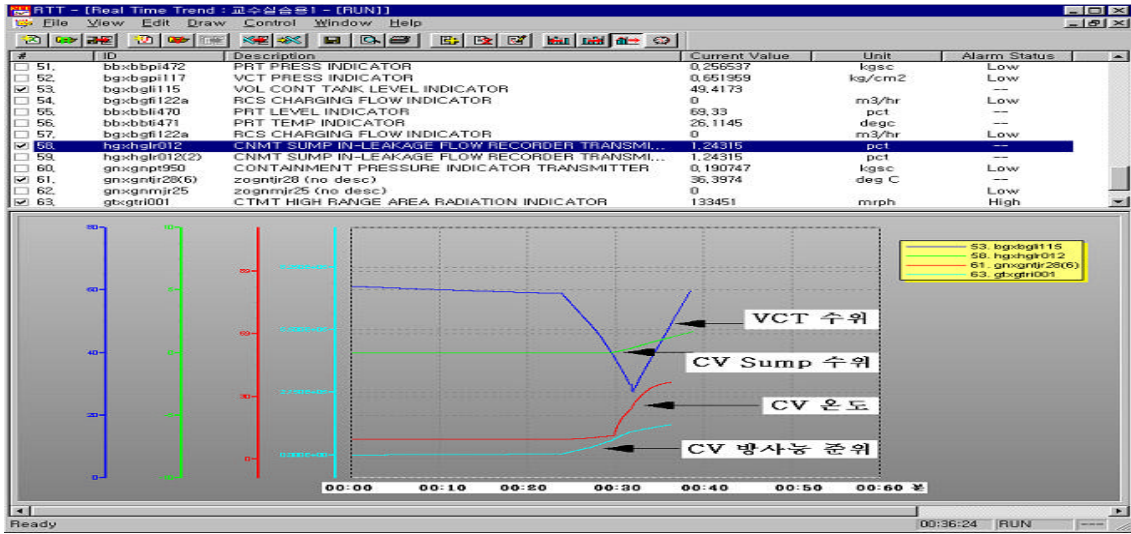 RTT - [Real Time Trend : 교수실습용1 - [RUN]]
File View Edit Draw Control Window Help
# ID Description Current Value Unit Alarm Status
51, bbxbbpi472 PRT PRESS INDICATOR 0,256537 kgsc Low
52, bgxbgpi117 VCT PRESS INDICATOR 0,651959 kg/cm2 Low
53, bgxbgli115 VOL CONT TANK LEVEL INDICATOR 49,4173 --
54, bgxbgfi122a RCS CHARGING FLOW INDICATOR 0 m3/hr Low
55, bbxbbli470 PRT LEVEL INDICATOR 69,33 pct --
56, bbxbbti471 PRT TEMP INDICATOR 26,1145 degc --
57, bgxbgfi122a RCS CHARGING FLOW INDICATOR 0 m3/hr Low
58, hgxhglr012 CNMT SUMP IN-LEAKAGE FLOW RECORDER TRANSMI... 1,24315 pct --
59, hgxhglr012(2) CNMT SUMP IN-LEAKAGE FLOW RECORDER TRANSMI... 1,24315 pct --
60, gnxgnpt950 CONTAINMENT PRESSURE INDICATOR TRANSMITTER 0,190747 kgsc Low
61, gnxgntjr28(6) zogntjr28 (no desc) 36,3974 deg C --
62, gnxgnmjr25 zognmjr25 (no desc) 0 Low
63, gtxgtri001 CTMT HIGH RANGE AREA RADIATION INDICATOR 133451 mrph High
80
60
40
20
0
53. bgxbgli115
58. hgxhglr012
61. gnxgntjr28(6)
63. gtxgtri001
VCT 수위
CV Sump 수위
CV 온도
CV 방사능 준위
00:00 00:10 00:20 00:30 00:40 00:50 00:60 분
Ready 00:36:24 RUN ---